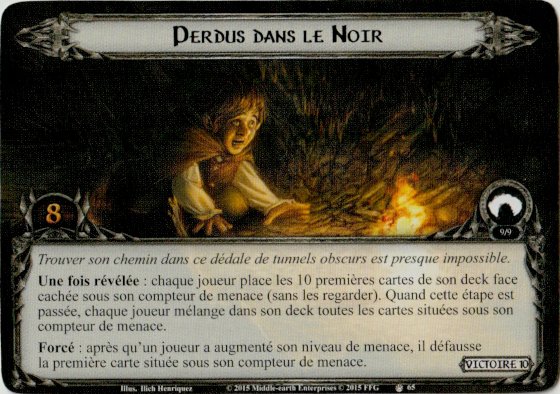 Perdus dans le Noir
8
9/9
Trouver son chemin dans ce dédale de tunnels obscurs est presque impossible.
Une fois révélée : chaque joueur place les 10 premières cartes de son deck face
cachée sous son compteur de menace (sans les regarder). Quand cette étape est
passée, chaque joueur mélange dans son deck toutes les cartes situées sous son
compteur de menace.
Forcé : après qu'un joueur a augmenté son niveau de menace, il défausse
la première carte située sous son compteur de menace.
VICTOIRE 10
Illus. Ilich Henriquez © 2015 Middle-earth Enterprises © 2015 FFG 65